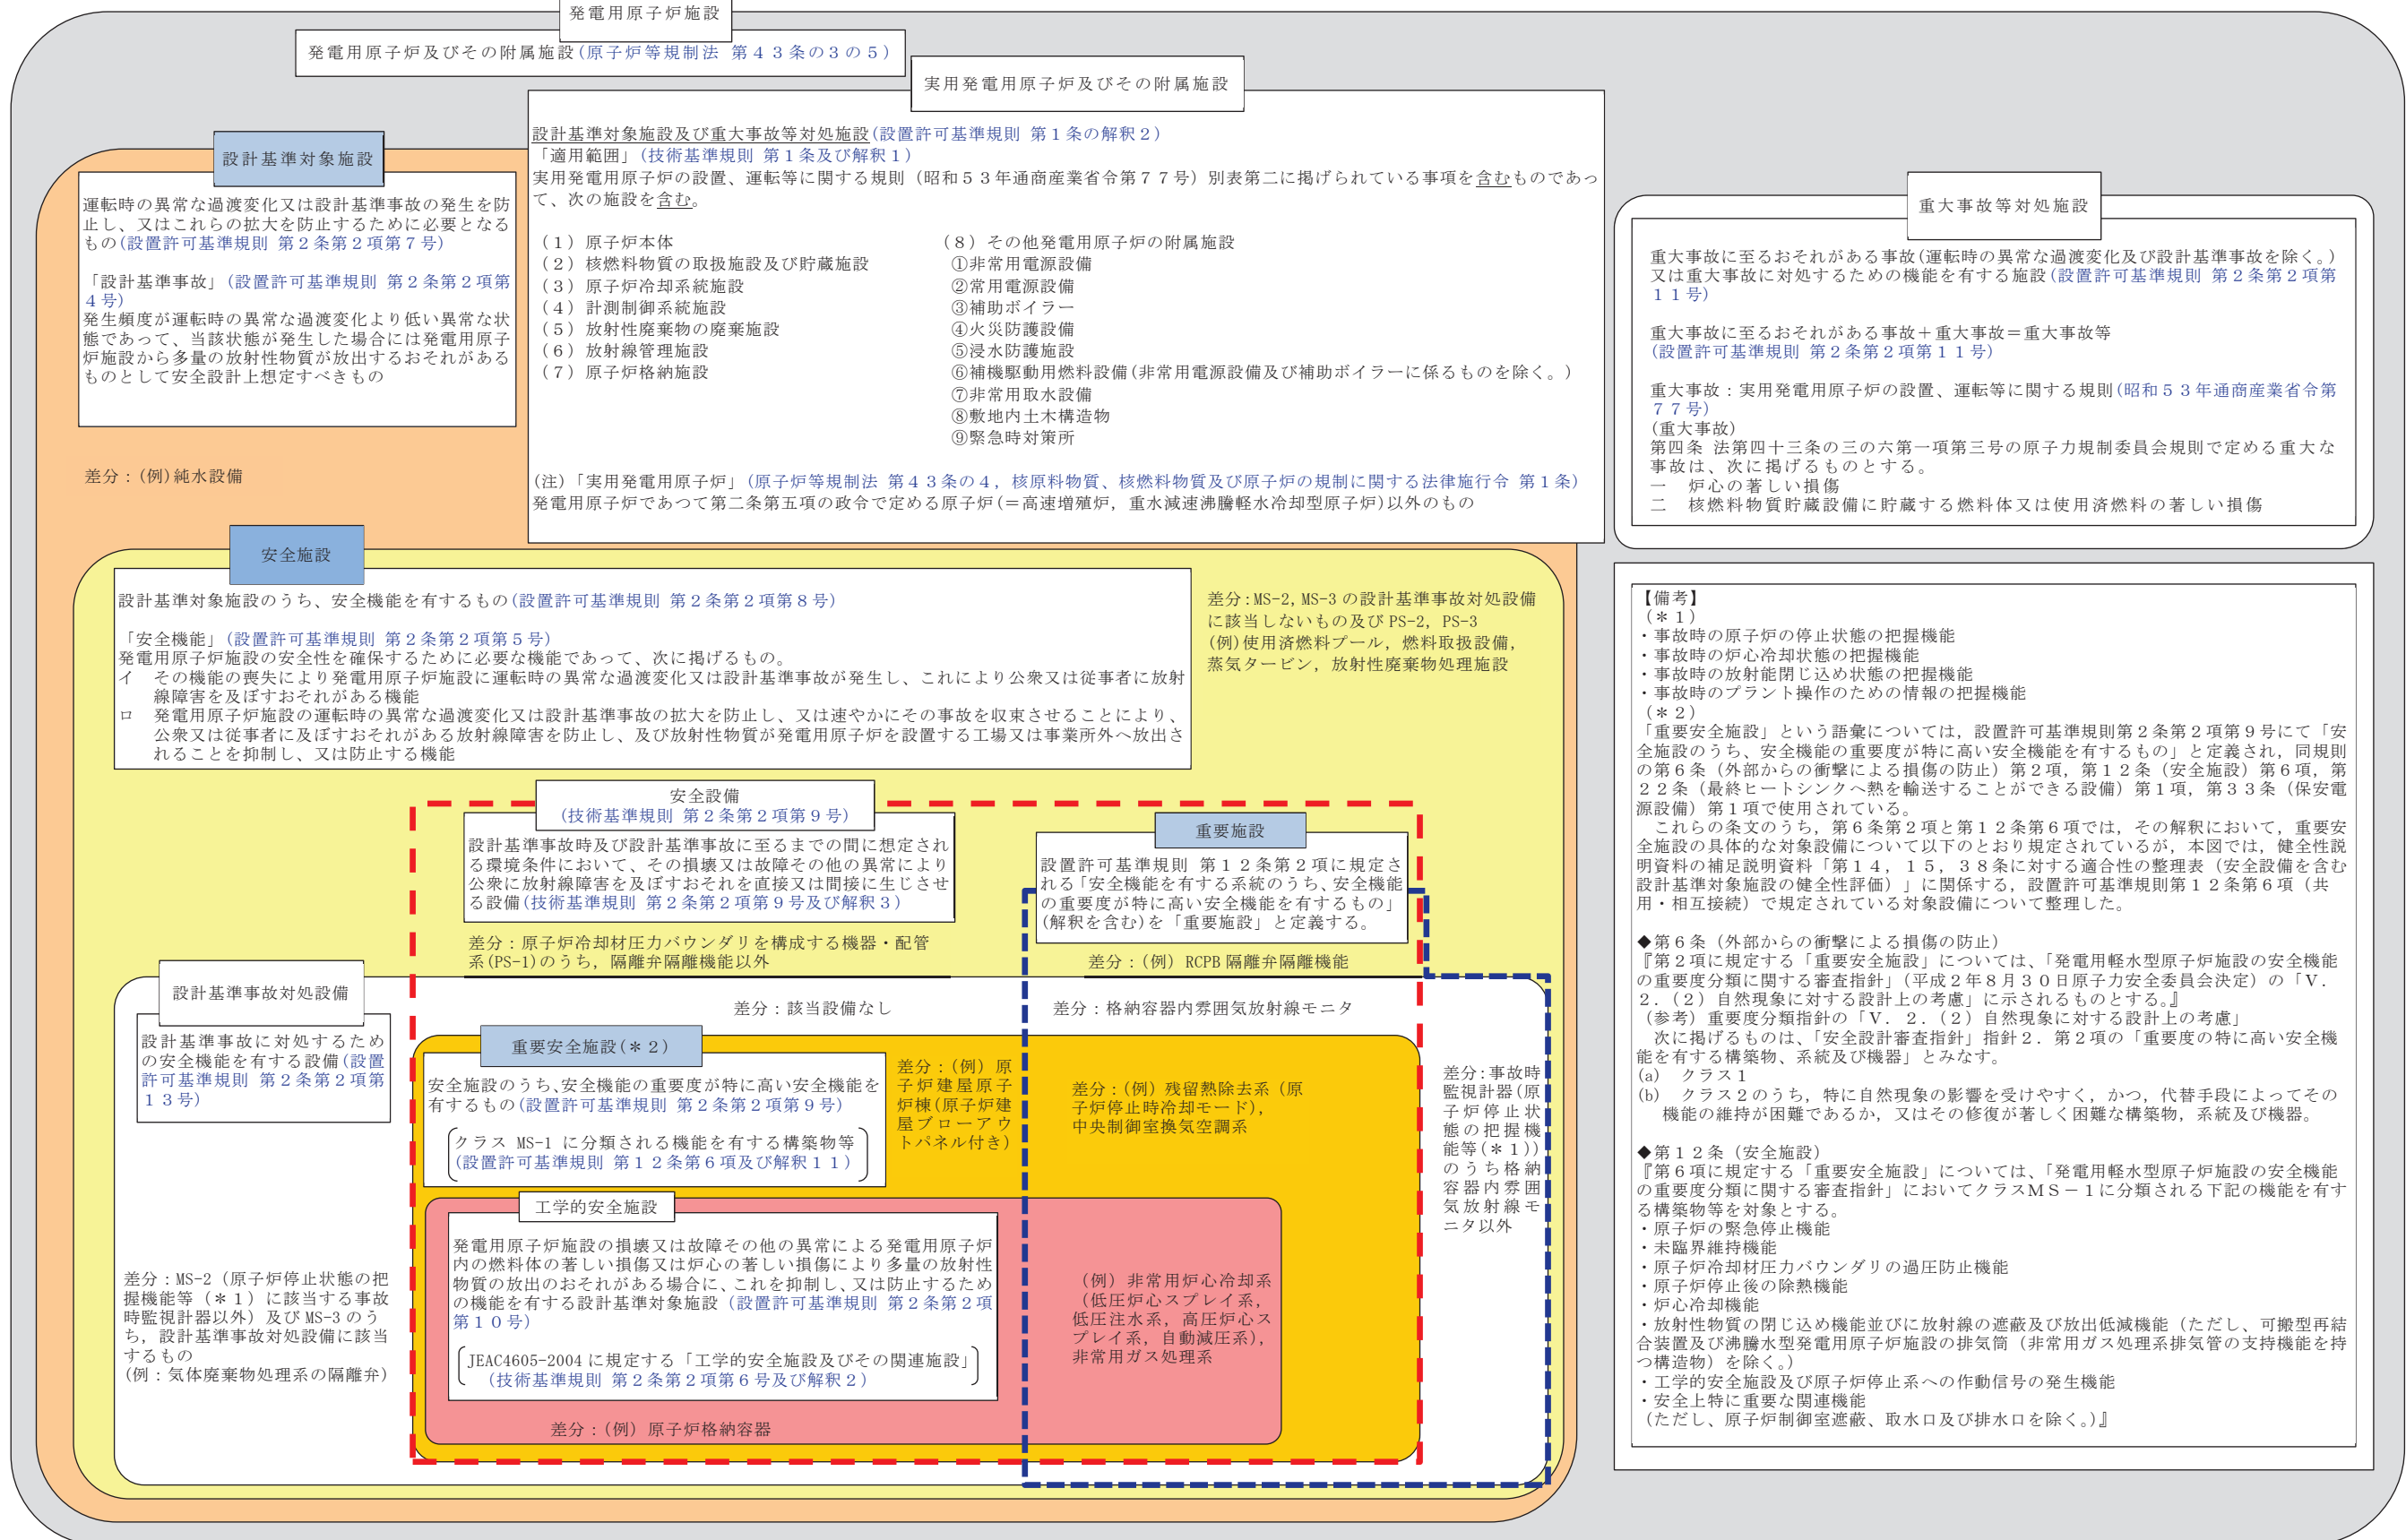 発電用原子炉施設
発電用原子炉及びその附属施設(原子炉等規制法 第４３条の３の５)
実用発電用原子炉及びその附属施設
設計基準対象施設及び重大事故等対処施設(設置許可基準規則 第１条の解釈２)
「適用範囲」(技術基準規則 第１条及び解釈１)
実用発電用原子炉の設置、運転等に関する規則（昭和５３年通商産業省令第７７号）別表第二に掲げられている事項を含むものであっ
て、次の施設を含む。
（１）原子炉本体
（２）核燃料物質の取扱施設及び貯蔵施設
（３）原子炉冷却系統施設
（４）計測制御系統施設
（５）放射性廃棄物の廃棄施設
（６）放射線管理施設
（７）原子炉格納施設
（８）その他発電用原子炉の附属施設
①非常用電源設備
②常用電源設備
③補助ボイラー
④火災防護設備
⑤浸水防護施設
⑥補機駆動用燃料設備(非常用電源設備及び補助ボイラーに係るものを除く。)
⑦非常用取水設備
⑧敷地内土木構造物
⑨緊急時対策所
(注)「実用発電用原子炉」(原子炉等規制法 第４３条の４，核原料物質、核燃料物質及び原子炉の規制に関する法律施行令 第１条)
発電用原子炉であつて第二条第五項の政令で定める原子炉(＝高速増殖炉，重水減速沸騰軽水冷却型原子炉)以外のもの
設計基準対象施設
運転時の異常な過渡変化又は設計基準事故の発生を防
止し、又はこれらの拡大を防止するために必要となる
もの(設置許可基準規則 第２条第２項第７号)
「設計基準事故」(設置許可基準規則 第２条第２項第
４号)
発生頻度が運転時の異常な過渡変化より低い異常な状
態であって、当該状態が発生した場合には発電用原子
炉施設から多量の放射性物質が放出するおそれがある
ものとして安全設計上想定すべきもの
差分：(例)純水設備
重大事故等対処施設
重大事故に至るおそれがある事故(運転時の異常な過渡変化及び設計基準事故を除く。)
又は重大事故に対処するための機能を有する施設(設置許可基準規則 第２条第２項第
１１号)
重大事故に至るおそれがある事故＋重大事故＝重大事故等
(設置許可基準規則 第２条第２項第１１号)
重大事故：実用発電用原子炉の設置、運転等に関する規則(昭和５３年通商産業省令第
７７号)
(重大事故)
第四条 法第四十三条の三の六第一項第三号の原子力規制委員会規則で定める重大な
事故は、次に掲げるものとする。
一　炉心の著しい損傷
二　核燃料物質貯蔵設備に貯蔵する燃料体又は使用済燃料の著しい損傷
安全施設
設計基準対象施設のうち、安全機能を有するもの(設置許可基準規則 第２条第２項第８号)
「安全機能」(設置許可基準規則 第２条第２項第５号)
発電用原子炉施設の安全性を確保するために必要な機能であって、次に掲げるもの。
イ　その機能の喪失により発電用原子炉施設に運転時の異常な過渡変化又は設計基準事故が発生し、これにより公衆又は従事者に放射
線障害を及ぼすおそれがある機能
ロ　発電用原子炉施設の運転時の異常な過渡変化又は設計基準事故の拡大を防止し、又は速やかにその事故を収束させることにより、
公衆又は従事者に及ぼすおそれがある放射線障害を防止し、及び放射性物質が発電用原子炉を設置する工場又は事業所外へ放出さ
れることを抑制し、又は防止する機能
差分：MS-2，MS-3 の設計基準事故対処設備
に該当しないもの及び PS-2，PS-3
(例)使用済燃料プール，燃料取扱設備，
蒸気タービン，放射性廃棄物処理施設
安全設備
(技術基準規則 第２条第２項第９号)
設計基準事故時及び設計基準事故に至るまでの間に想定され
る環境条件において、その損壊又は故障その他の異常により
公衆に放射線障害を及ぼすおそれを直接又は間接に生じさせ
る設備(技術基準規則 第２条第２項第９号及び解釈３)
差分：原子炉冷却材圧力バウンダリを構成する機器・配管
系(PS-1)のうち，隔離弁隔離機能以外
重要施設
設置許可基準規則 第１２条第２項に規定さ
れる「安全機能を有する系統のうち、安全機能
の重要度が特に高い安全機能を有するもの」
(解釈を含む)を「重要施設」と定義する。
差分：(例) RCPB 隔離弁隔離機能
設計基準事故対処設備
設計基準事故に対処するため
の安全機能を有する設備(設置
許可基準規則 第２条第２項第
１３号)
差分：該当設備なし
差分：格納容器内雰囲気放射線モニタ
重要安全施設(＊２)
安全施設のうち、安全機能の重要度が特に高い安全機能を
有するもの(設置許可基準規則 第２条第２項第９号)
クラス MS-1 に分類される機能を有する構築物等
(設置許可基準規則 第１２条第６項及び解釈１１)
差分：(例) 原
子炉建屋原子
炉棟(原子炉建
屋ブローアウ
トパネル付き)
差分：(例) 残留熱除去系（原
子炉停止時冷却モード)，
中央制御室換気空調系
差分：事故時
監視計器(原
子炉停止状
態の把握機
能等(＊１))
のうち格納
容器内雰囲
気放射線モ
ニタ以外
工学的安全施設
発電用原子炉施設の損壊又は故障その他の異常による発電用原子炉
内の燃料体の著しい損傷又は炉心の著しい損傷により多量の放射性
物質の放出のおそれがある場合に、これを抑制し、又は防止するため
の機能を有する設計基準対象施設（設置許可基準規則 第２条第２項
第１０号)
JEAC4605-2004 に規定する「工学的安全施設及びその関連施設」
（技術基準規則 第２条第２項第６号及び解釈２)
差分：(例) 原子炉格納容器
（例）非常用炉心冷却系
（低圧炉心スプレイ系，
低圧注水系，高圧炉心ス
プレイ系，自動減圧系)，
非常用ガス処理系
差分：MS-2（原子炉停止状態の把
握機能等（＊１）に該当する事故
時監視計器以外）及び MS-3 のう
ち，設計基準事故対処設備に該当
するもの
(例：気体廃棄物処理系の隔離弁)
【備考】
（＊１）
・事故時の原子炉の停止状態の把握機能
・事故時の炉心冷却状態の把握機能
・事故時の放射能閉じ込め状態の把握機能
・事故時のプラント操作のための情報の把握機能
（＊２）
「重要安全施設」という語彙については，設置許可基準規則第２条第２項第９号にて「安
全施設のうち、安全機能の重要度が特に高い安全機能を有するもの」と定義され，同規則
の第６条（外部からの衝撃による損傷の防止）第２項，第１２条（安全施設）第６項，第
２２条（最終ヒートシンクへ熱を輸送することができる設備）第１項，第３３条（保安電
源設備）第１項で使用されている。
これらの条文のうち，第６条第２項と第１２条第６項では，その解釈において，重要安
全施設の具体的な対象設備について以下のとおり規定されているが，本図では，健全性説
明資料の補足説明資料「第１４，１５，３８条に対する適合性の整理表（安全設備を含む
設計基準対象施設の健全性評価）」に関係する，設置許可基準規則第１２条第６項（共
用・相互接続）で規定されている対象設備について整理した。
◆第６条（外部からの衝撃による損傷の防止）
『第２項に規定する「重要安全施設」については、「発電用軽水型原子炉施設の安全機能
の重要度分類に関する審査指針」（平成２年８月３０日原子力安全委員会決定）の「Ⅴ．
２．（２）自然現象に対する設計上の考慮」に示されるものとする。』
（参考）重要度分類指針の「Ⅴ．２．（２）自然現象に対する設計上の考慮」
次に掲げるものは、「安全設計審査指針」指針２．第２項の「重要度の特に高い安全機
能を有する構築物、系統及び機器」とみなす。
(a)　クラス１
(b)　クラス２のうち，特に自然現象の影響を受けやすく，かつ，代替手段によってその
機能の維持が困難であるか，又はその修復が著しく困難な構築物，系統及び機器。
◆第１２条（安全施設）
『第６項に規定する「重要安全施設」については、「発電用軽水型原子炉施設の安全機能
の重要度分類に関する審査指針」においてクラスＭＳ－１に分類される下記の機能を有す
る構築物等を対象とする。
・原子炉の緊急停止機能
・未臨界維持機能
・原子炉冷却材圧力バウンダリの過圧防止機能
・原子炉停止後の除熱機能
・炉心冷却機能
・放射性物質の閉じ込め機能並びに放射線の遮蔽及び放出低減機能（ただし、可搬型再結
合装置及び沸騰水型発電用原子炉施設の排気筒（非常用ガス処理系排気管の支持機能を持
つ構造物）を除く。）
・工学的安全施設及び原子炉停止系への作動信号の発生機能
・安全上特に重要な関連機能
（ただし、原子炉制御室遮蔽、取水口及び排水口を除く。）』